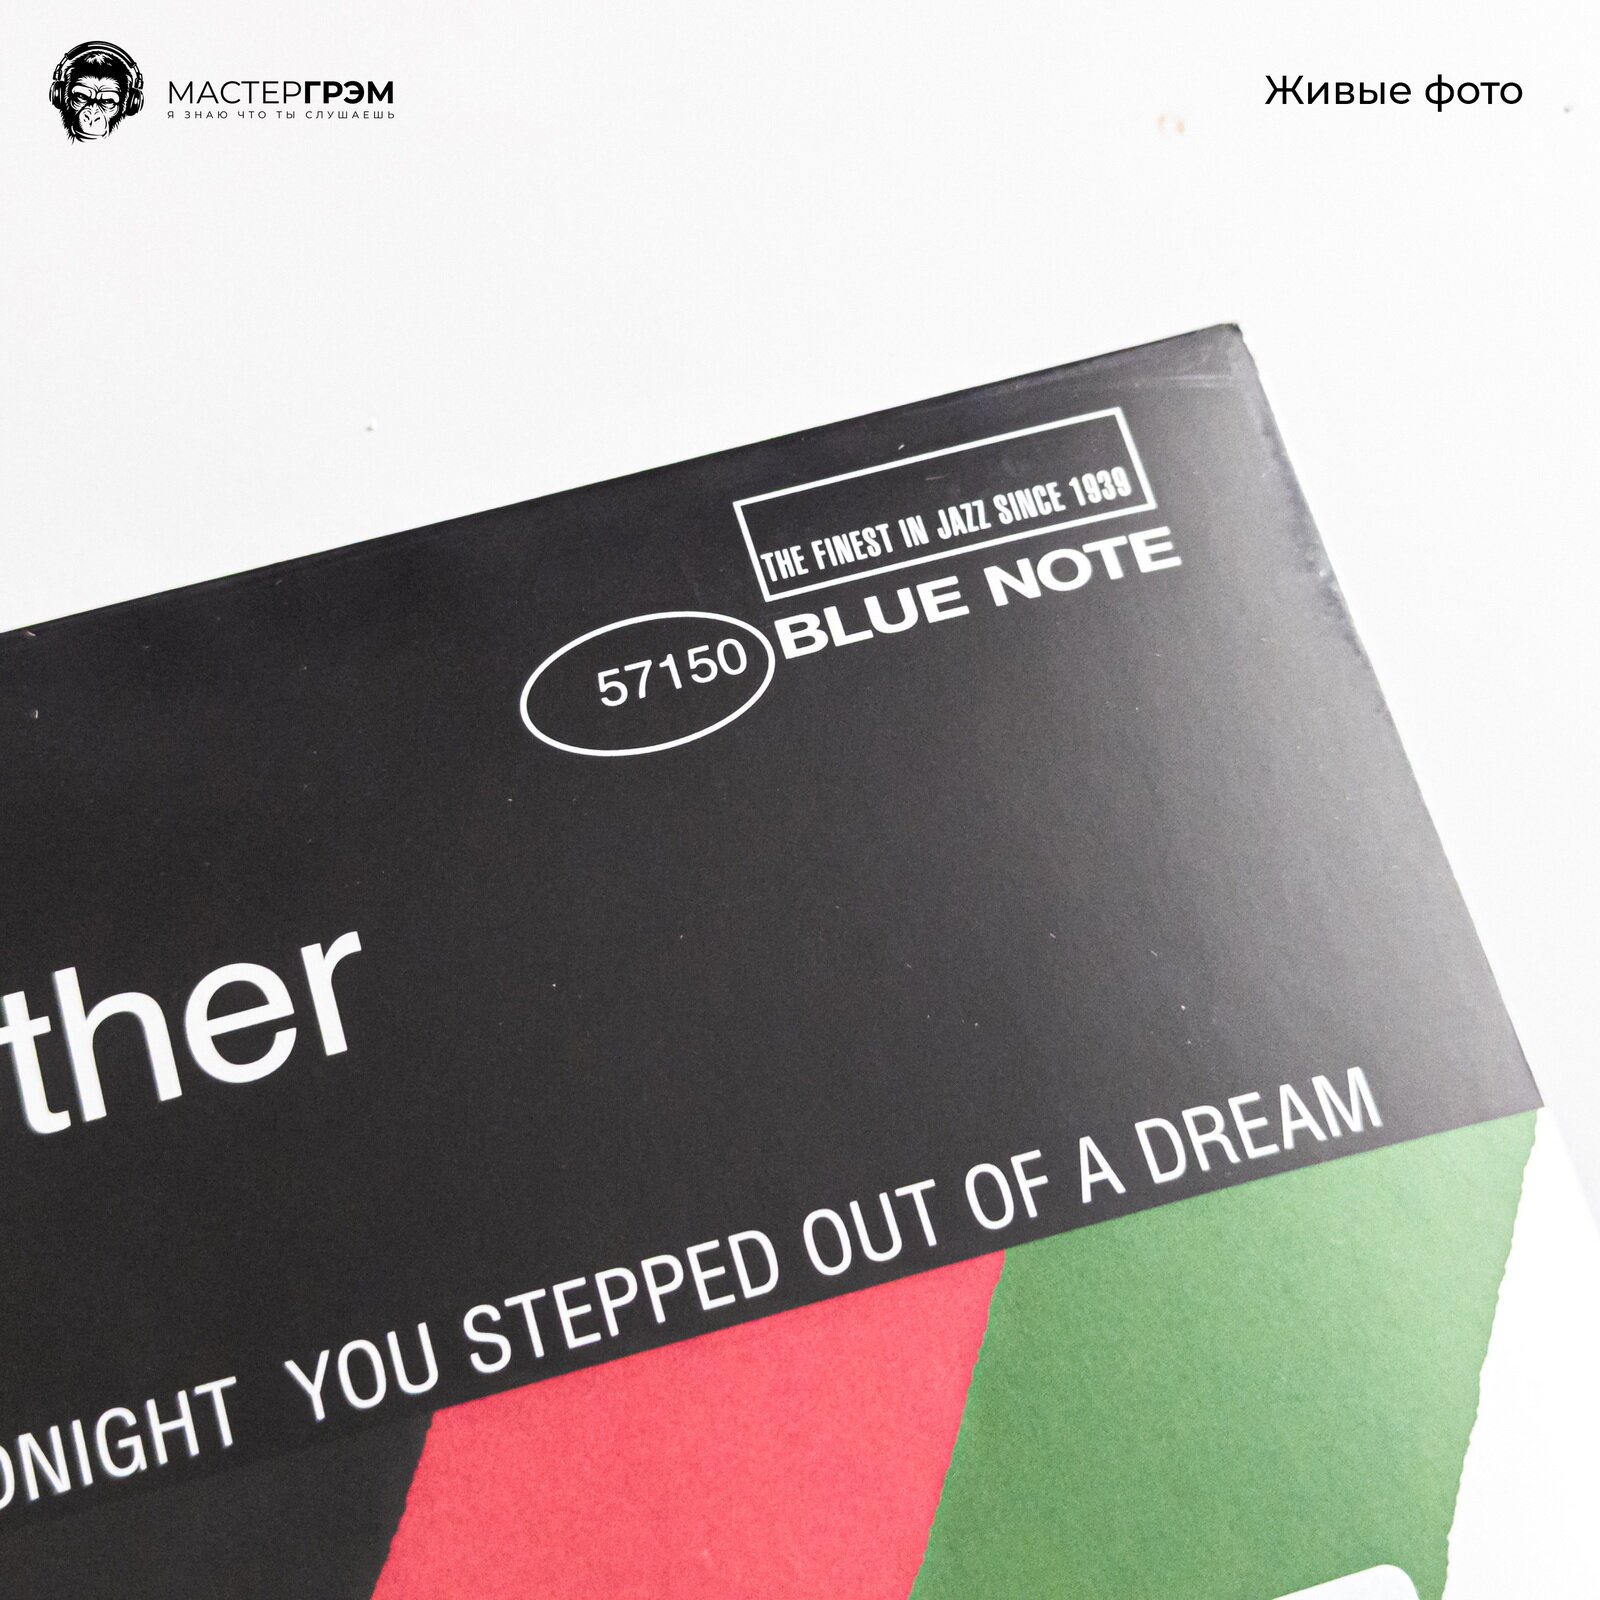 МАСТЕРГРЭМ
Я ЗНАЮ ЧТО ТЫ СЛУШАЕШЬ
Живые фото
THE FINEST IN JAZZ SINCE 1939
BLUE NOTE
57150
ther
ONIGHT YOU STEPPED OUT OF A DREAM